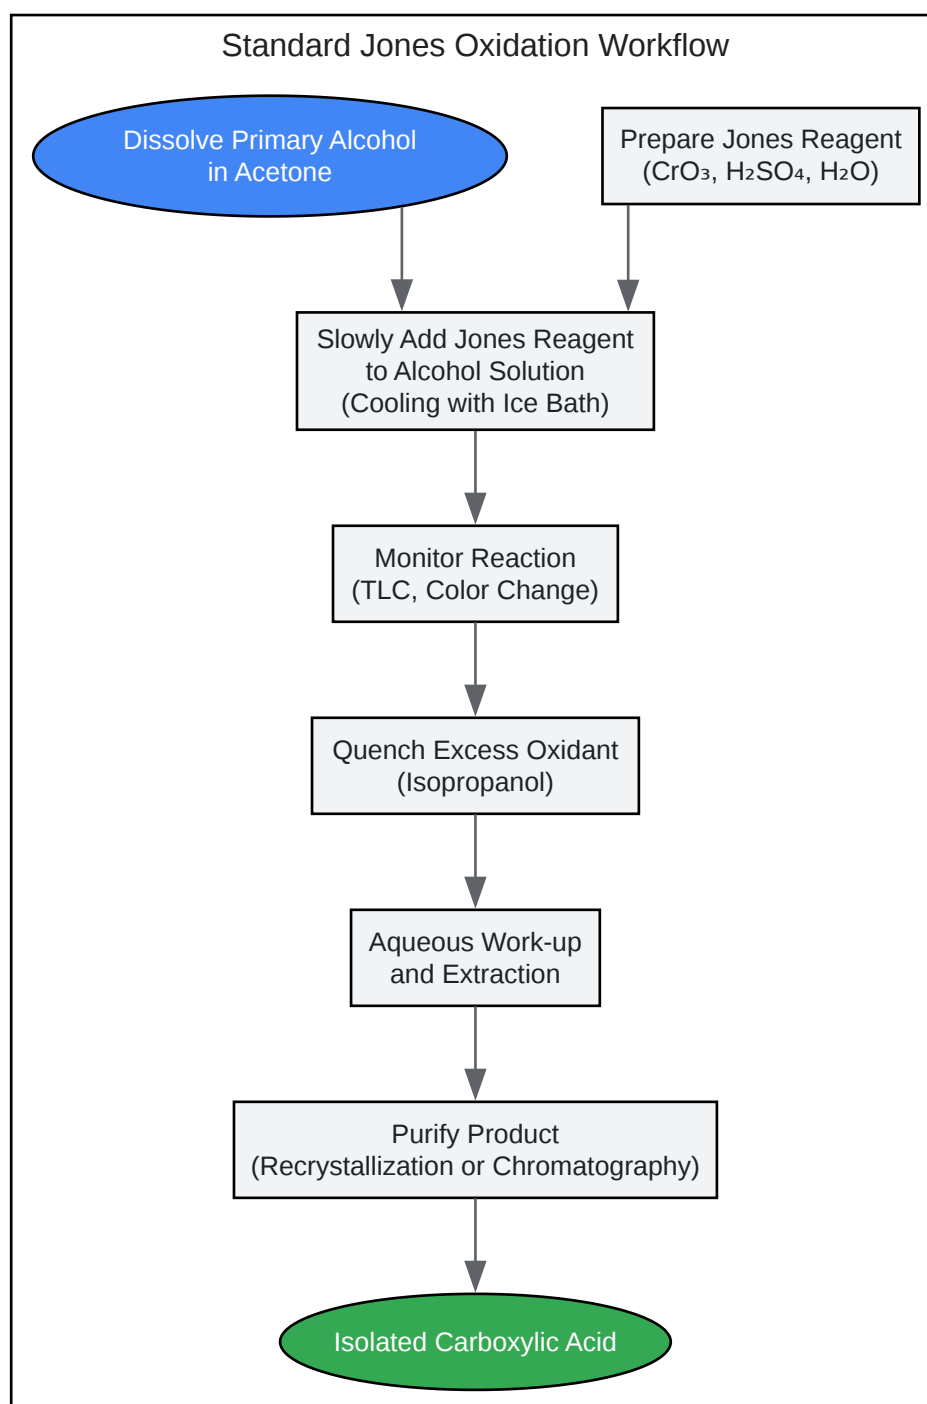 Standard Jones Oxidation Workflow
Dissolve Primary Alcohol
in Acetone
Prepare Jones Reagent
(CrO₃, H₂SO₄, H₂O)
Slowly Add Jones Reagent
to Alcohol Solution
(Cooling with Ice Bath)
Monitor Reaction
(TLC, Color Change)
Quench Excess Oxidant
(Isopropanol)
Aqueous Work-up
and Extraction
Purify Product
(Recrystallization or Chromatography)
Isolated Carboxylic Acid